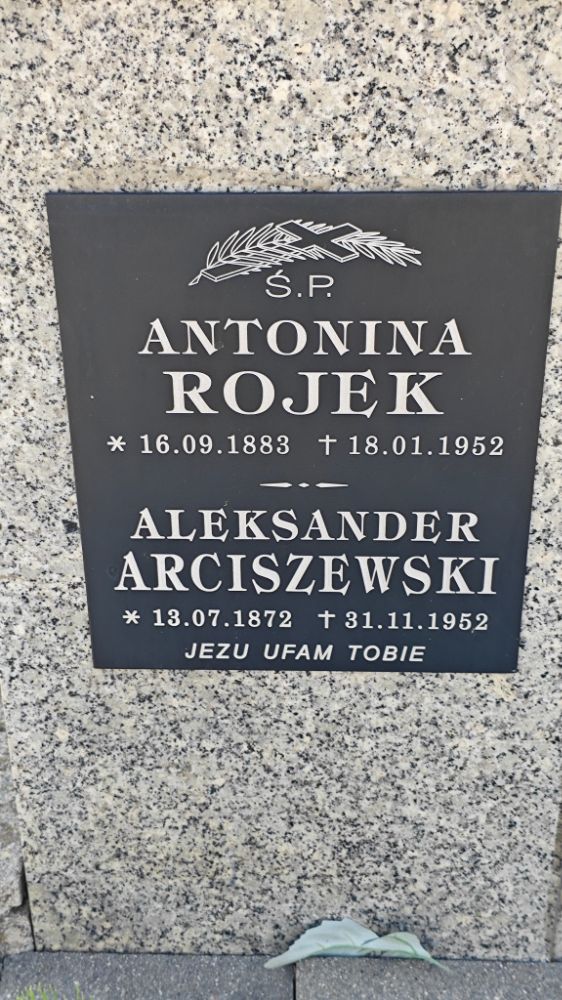 Ś.P.
ANTONINA
ROJEK
* 16.09.1883 † 18.01.1952
ALEKSANDER
ARCISZEWSKI
* 13.07.1872 † 31.11.1952
JEZU UFAM TOBIE